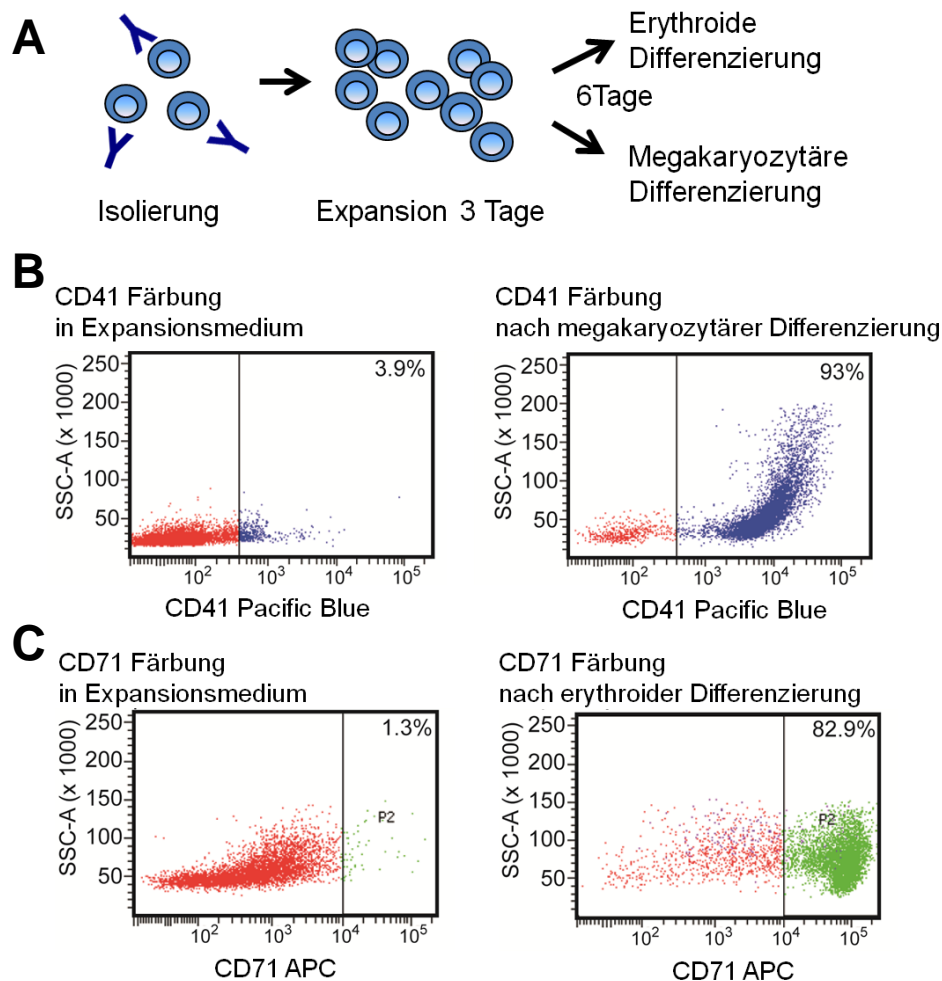 A
Isolierung
Expansion 3 Tage
Erythroide
Differenzierung
6Tage
Megakaryozytäre
Differenzierung
B
CD41 Färbung
in Expansionsmedium
3.9%
SSC-A (x 1000)
250
200
150
100
50
10²
10³
10⁴
10⁵
CD41 Pacific Blue
CD41 Färbung
nach megakaryozytärer Differenzierung
93%
SSC-A (x 1000)
250
200
150
100
50
10²
10³
10⁴
10⁵
CD41 Pacific Blue
C
CD71 Färbung
in Expansionsmedium
1.3%
P2
SSC-A (x 1000)
250
200
150
100
50
10²
10³
10⁴
10⁵
CD71 APC
CD71 Färbung
nach erythroider Differenzierung
82.9%
P2
SSC-A (x 1000)
250
200
150
100
50
10²
10³
10⁴
10⁵
CD71 APC